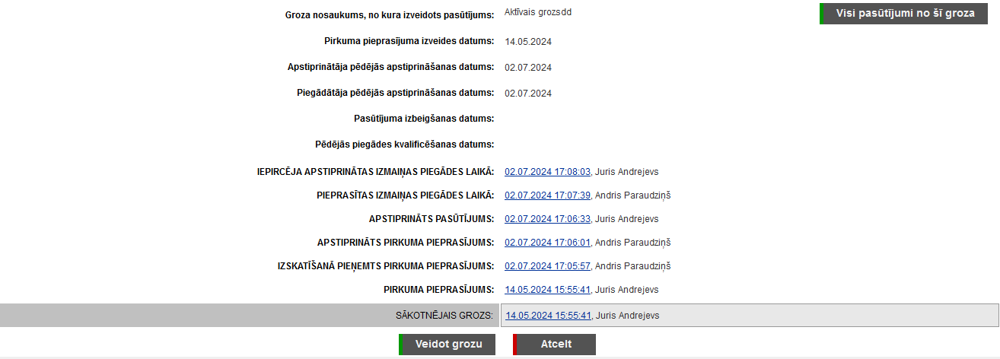 Groza nosaukums, no kura izveidots pasūtījums: Aktīvais grozsdd
Visi pasūtījumi no šī groza
Pirkuma pieprasījuma izveides datums: 14.05.2024
Apstiprinātāja pēdējās apstiprināšanas datums: 02.07.2024
Piegādātāja pēdējās apstiprināšanas datums: 02.07.2024
Pasūtījuma izbeigšanas datums:
Pēdējās piegādes kvalificēšanas datums:
IEPIRCĒJA APSTIPRINĀTAS IZMAIŅAS PIEGĀDES LAIKĀ: 02.07.2024 17:08:03, Juris Andrejevs
PIEPRASĪTAS IZMAIŅAS PIEGĀDES LAIKĀ: 02.07.2024 17:07:39, Andris Paraudziņš
APSTIPRINĀTS PASŪTĪJUMS: 02.07.2024 17:06:33, Juris Andrejevs
APSTIPRINĀTS PIRKUMA PIEPRASĪJUMS: 02.07.2024 17:06:01, Andris Paraudziņš
IZSKATĪŠANĀ PIEŅEMTS PIRKUMA PIEPRASĪJUMS: 02.07.2024 17:05:57, Andris Paraudziņš
PIRKUMA PIEPRASĪJUMS: 14.05.2024 15:55:41, Juris Andrejevs
SĀKOTNĒJAIS GROZS: 14.05.2024 15:55:41, Juris Andrejevs
Veidot grozu Atcelt